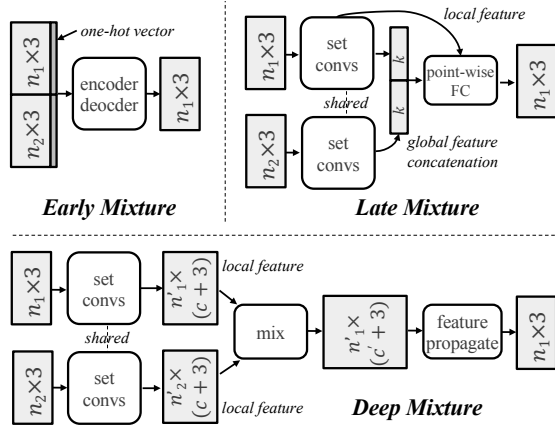 one-hot vector
n₁×3
n₂×3
encoder
deocder
n₁×3
Early Mixture
local feature
n₁×3
set
convs
k
k
point-wise
FC
n₁×3
shared
n₂×3
set
convs
global feature
concatenation
Late Mixture
n₁×3
set
convs
n'₁×
(c + 3)
local feature
shared
n₂×3
set
convs
n'₂×
(c + 3)
local feature
mix
n'₁×
(c' + 3)
feature
propagate
n₁×3
Deep Mixture